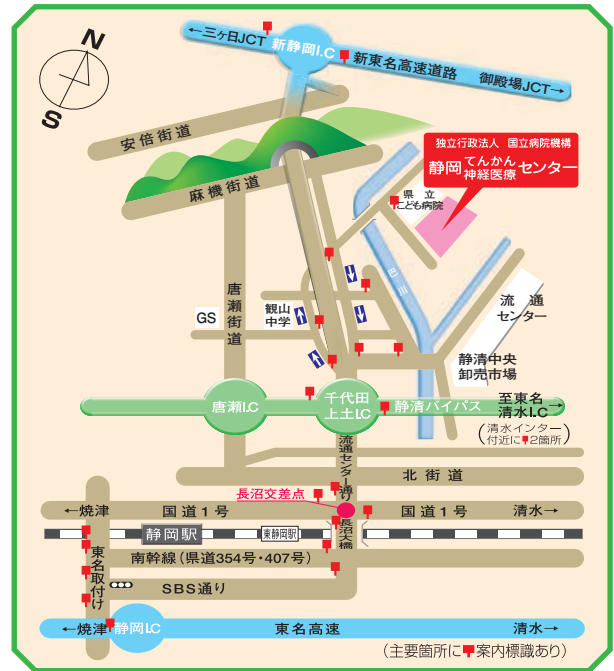 ←三ヶ日JCT
新静岡I.C
新東名高速道路
御殿場JCT→
N
S
安倍街道
独立行政法人 国立病院機構
静岡てんかん神経医療センター
麻機街道
県立
こども病院
巴川
唐瀬街道
GS
観山
中学
流通
センター
静清中央
卸売市場
唐瀬I.C
千代田
上土I.C
静清バイパス
至東名
清水I.C
→
(清水インター
付近に2箇所)
流通センター通り
北街道
長沼交差点
←焼津
国道1号
国道1号
清水→
静岡駅
東静岡駅
長沼大橋
東名取付け
南幹線(県道354号・407号)
SBS通り
←焼津
静岡I.C
東名高速
清水→
(主要箇所に案内標識あり)